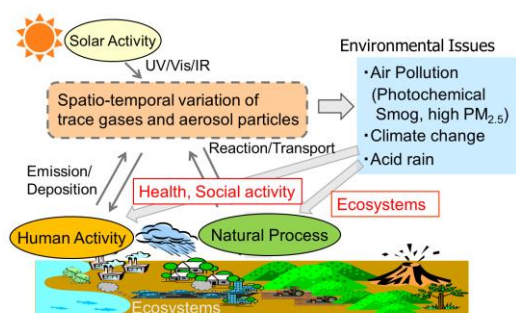 Solar Activity
UV/Vis/IR
Spatio-temporal variation of
trace gases and aerosol particles
Environmental Issues
・Air Pollution
(Photochemical
Smog, high PM2.5)
・Climate change
・Acid rain
Reaction/Transport
Emission/
Deposition
Health, Social activity
Ecosystems
Human Activity
Natural Process
Ecosystems